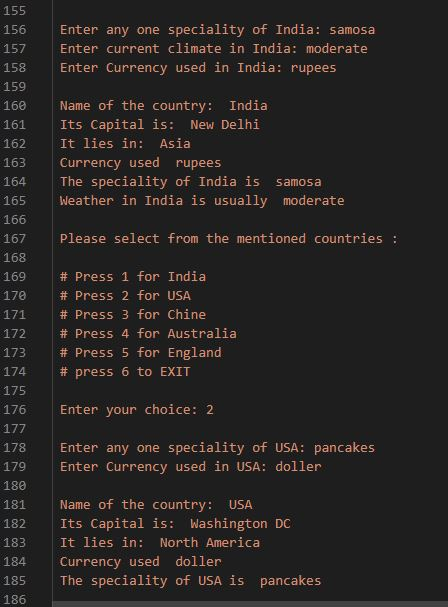 155
156 Enter any one speciality of India: samosa
157 Enter current climate in India: moderate
158 Enter Currency used in India: rupees
159
160 Name of the country:  India
161 Its Capital is:  New Delhi
162 It lies in:  Asia
163 Currency used  rupees
164 The speciality of India is  samosa
165 Weather in India is usually  moderate
166
167 Please select from the mentioned countries :
168
169 # Press 1 for India
170 # Press 2 for USA
171 # Press 3 for Chine
172 # Press 4 for Australia
173 # Press 5 for England
174 # press 6 to EXIT
175
176 Enter your choice: 2
177
178 Enter any one speciality of USA: pancakes
179 Enter Currency used in USA: doller
180
181 Name of the country:  USA
182 Its Capital is:  Washington DC
183 It lies in:  North America
184 Currency used  doller
185 The speciality of USA is  pancakes
186